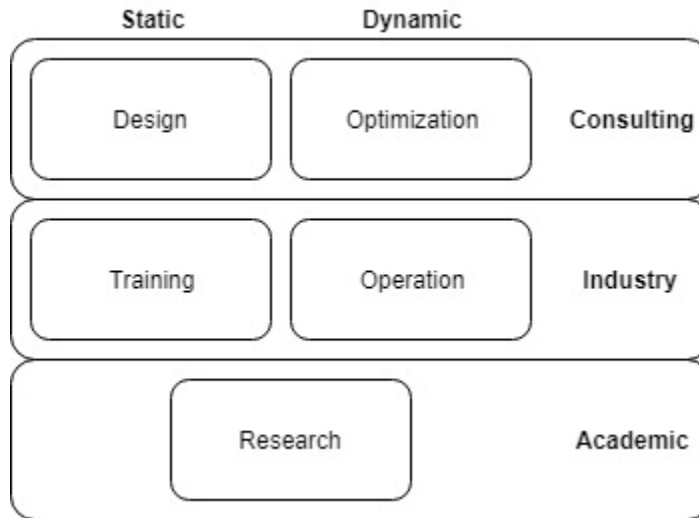 Static Dynamic
Design Optimization Consulting
Training Operation Industry
Research Academic